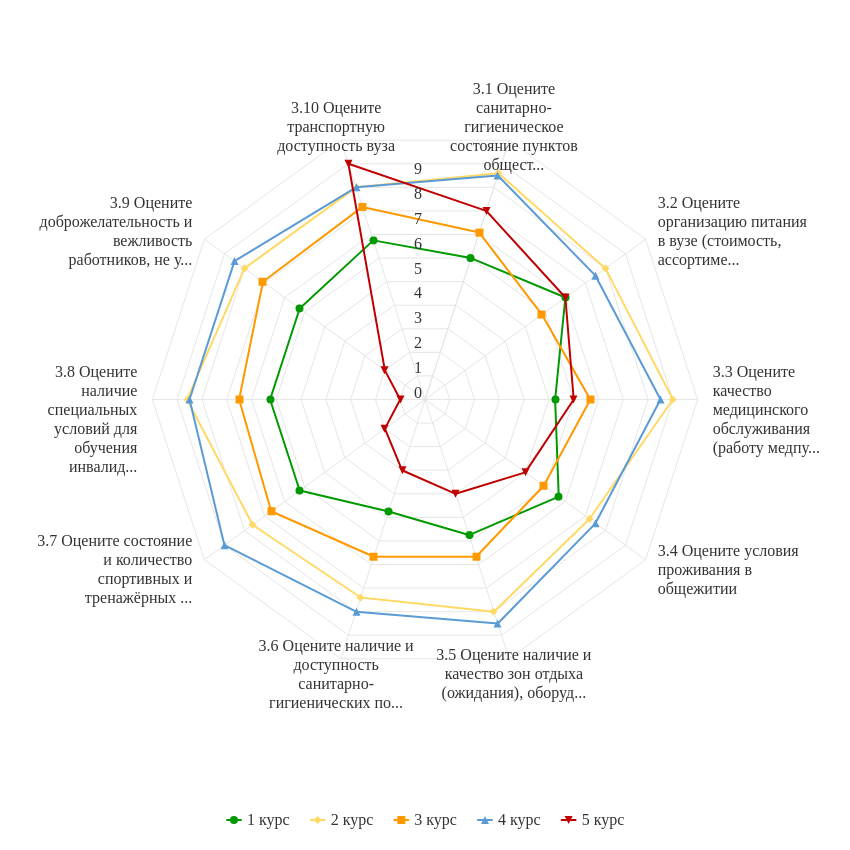 3.1 Оцените
санитарно-
гигиеническое
состояние пунктов
общест...
3.2 Оцените
организацию питания
в вузе (стоимость,
ассортиме...
3.3 Оцените
качество
медицинского
обслуживания
(работу медпу...
3.4 Оцените условия
проживания в
общежитии
3.5 Оцените наличие и
качество зон отдыха
(ожидания), оборуд...
3.6 Оцените наличие и
доступность
санитарно-
гигиенических по...
3.7 Оцените состояние
и количество
спортивных и
тренажёрных ...
3.8 Оцените
наличие
специальных
условий для
обучения
инвалид...
3.9 Оцените
доброжелательность и
вежливость
работников, не у...
3.10 Оцените
транспортную
доступность вуза
9
8
7
6
5
4
3
2
1
0
1 курс
2 курс
3 курс
4 курс
5 курс